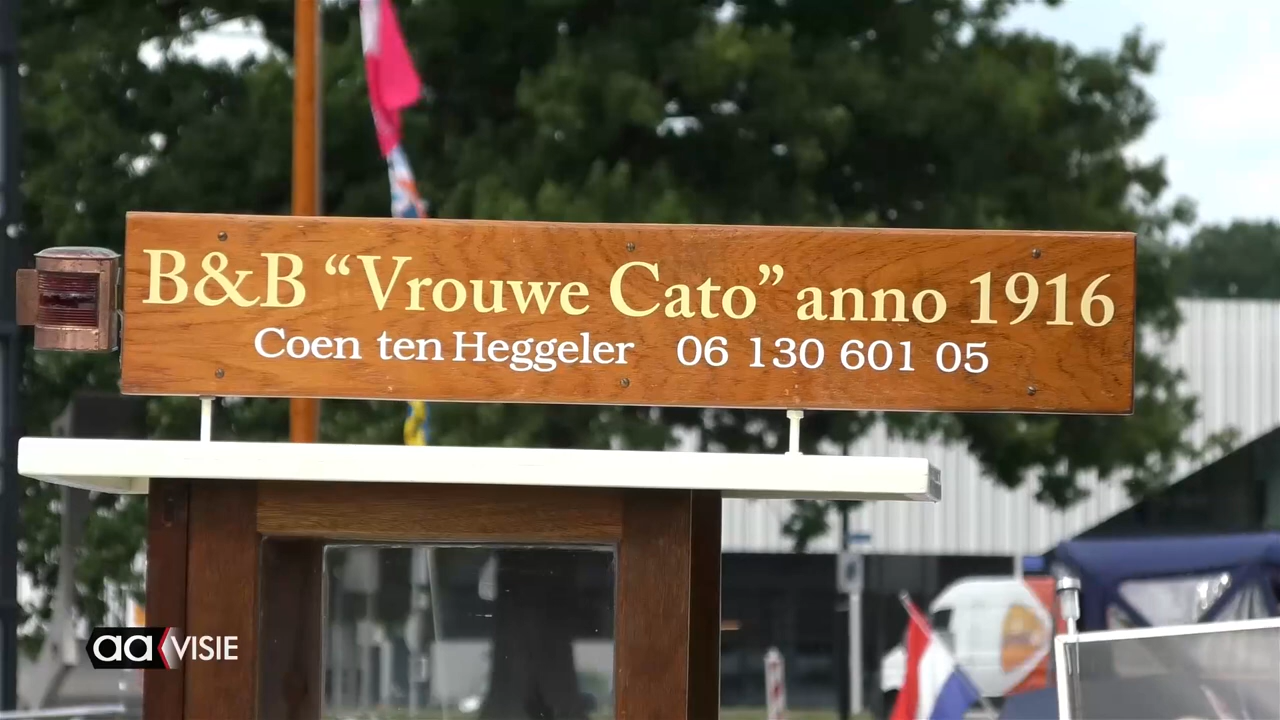 B&B “Vrouwe Cato” anno 1916
Coen ten Heggeler 06 130 601 05
aa VISIE